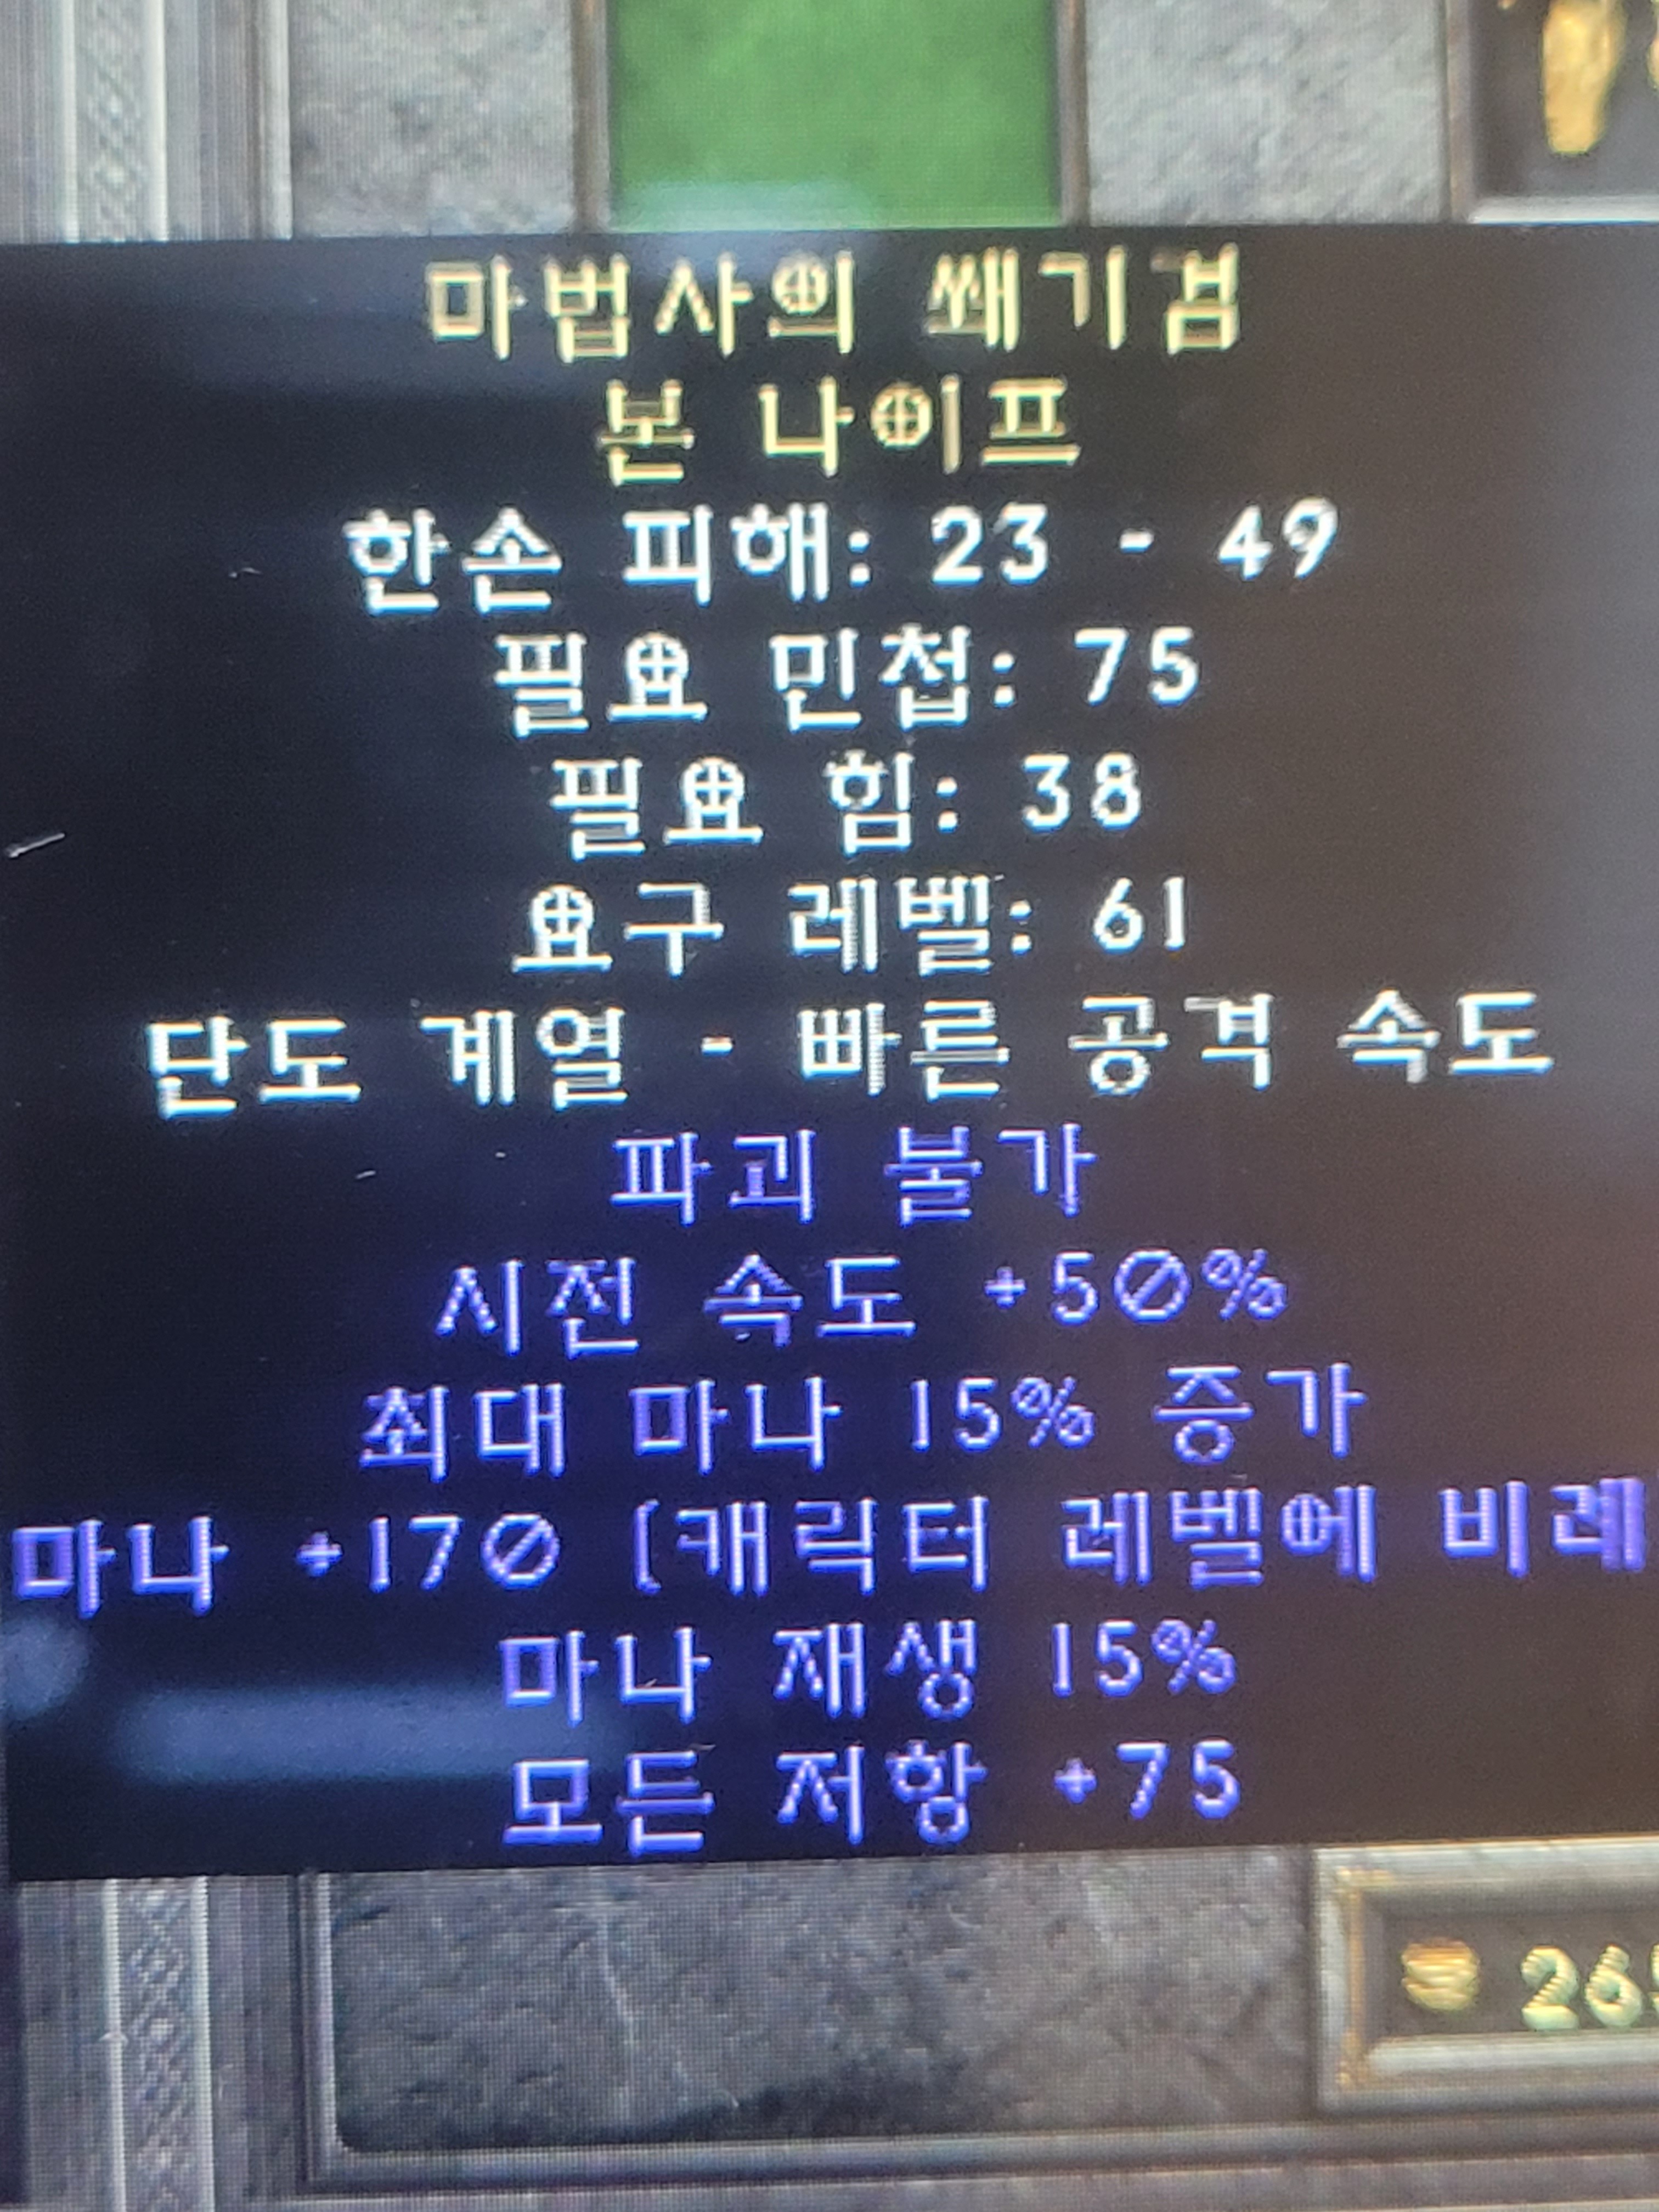 마법사의 쐐기검
본 나이프
한손 피해: 23 - 49
필요 민첩: 75
필요 힘: 38
요구 레벨: 61
단도 계열 - 빠른 공격 속도
파괴 불가
시전 속도 +50%
최대 마나 15% 증가
마나 +170 (캐릭터 레벨에 비례
마나 재생 15%
모든 저항 +75